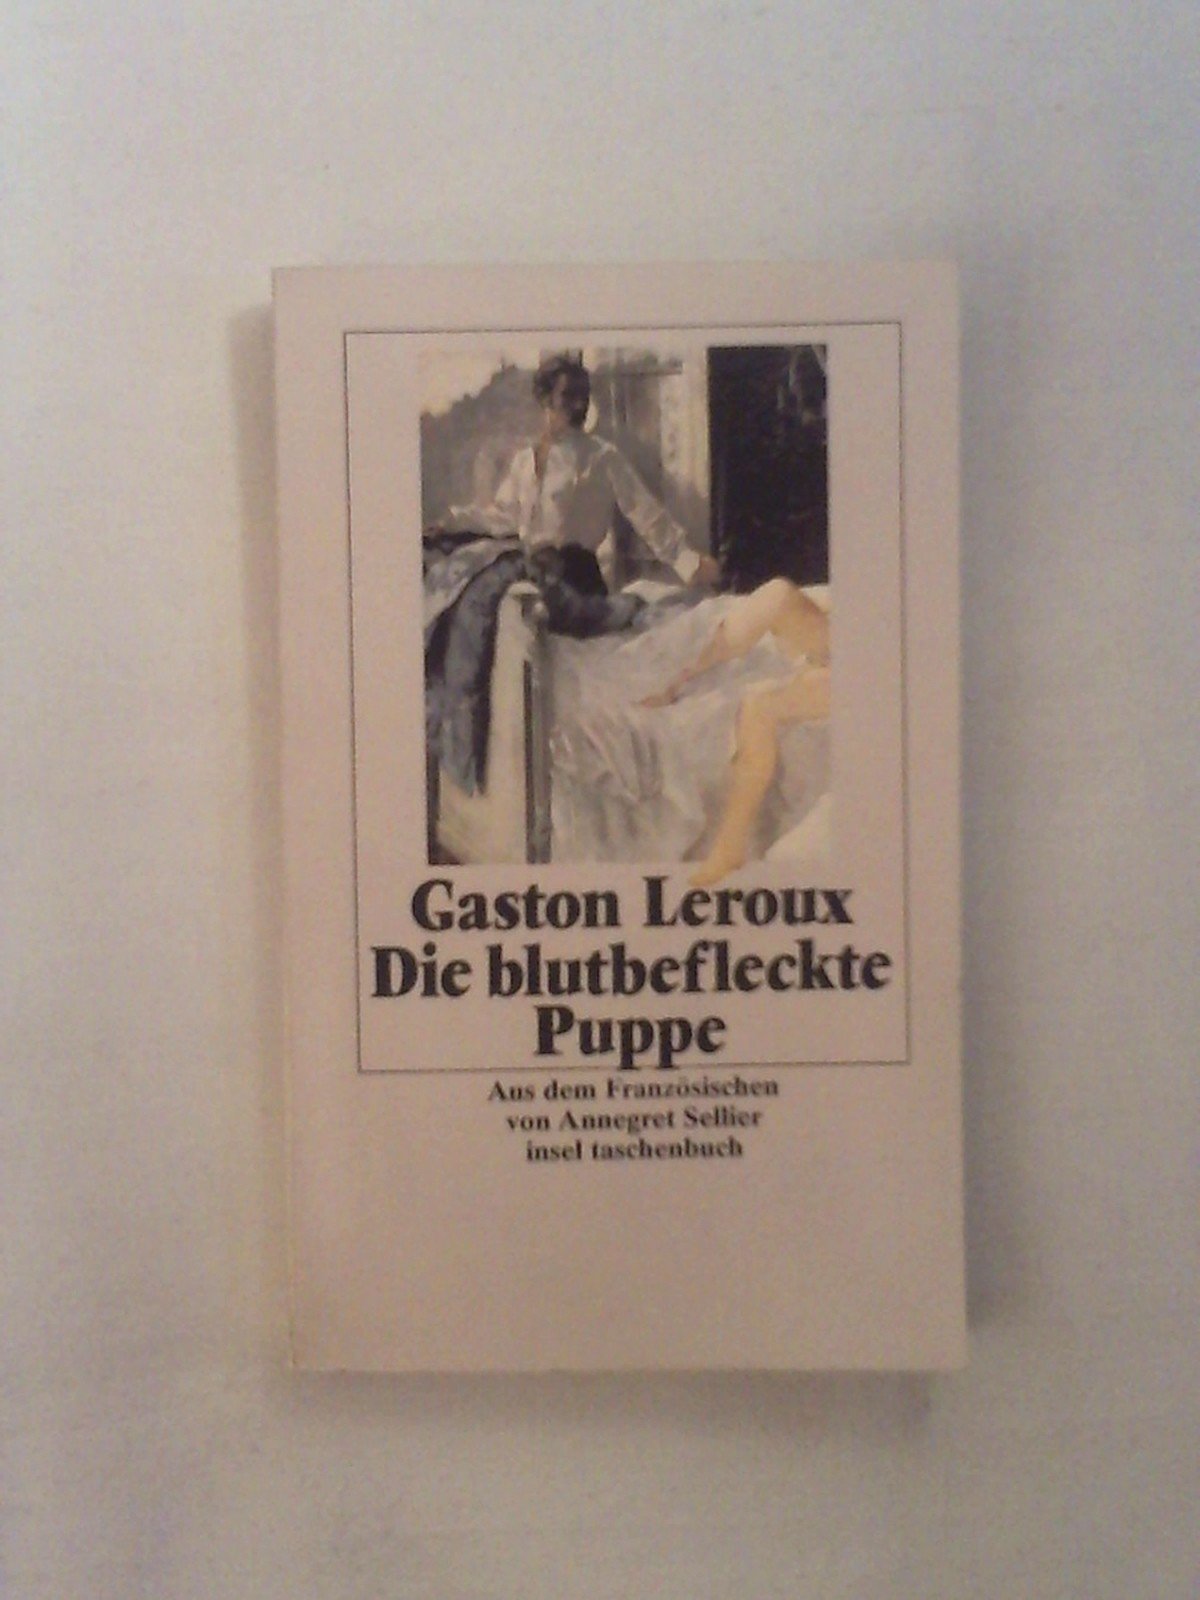 Gaston Leroux
Die blutbefleckte
Puppe
Aus dem Französischen
von Annegret Sellier
insel taschenbuch